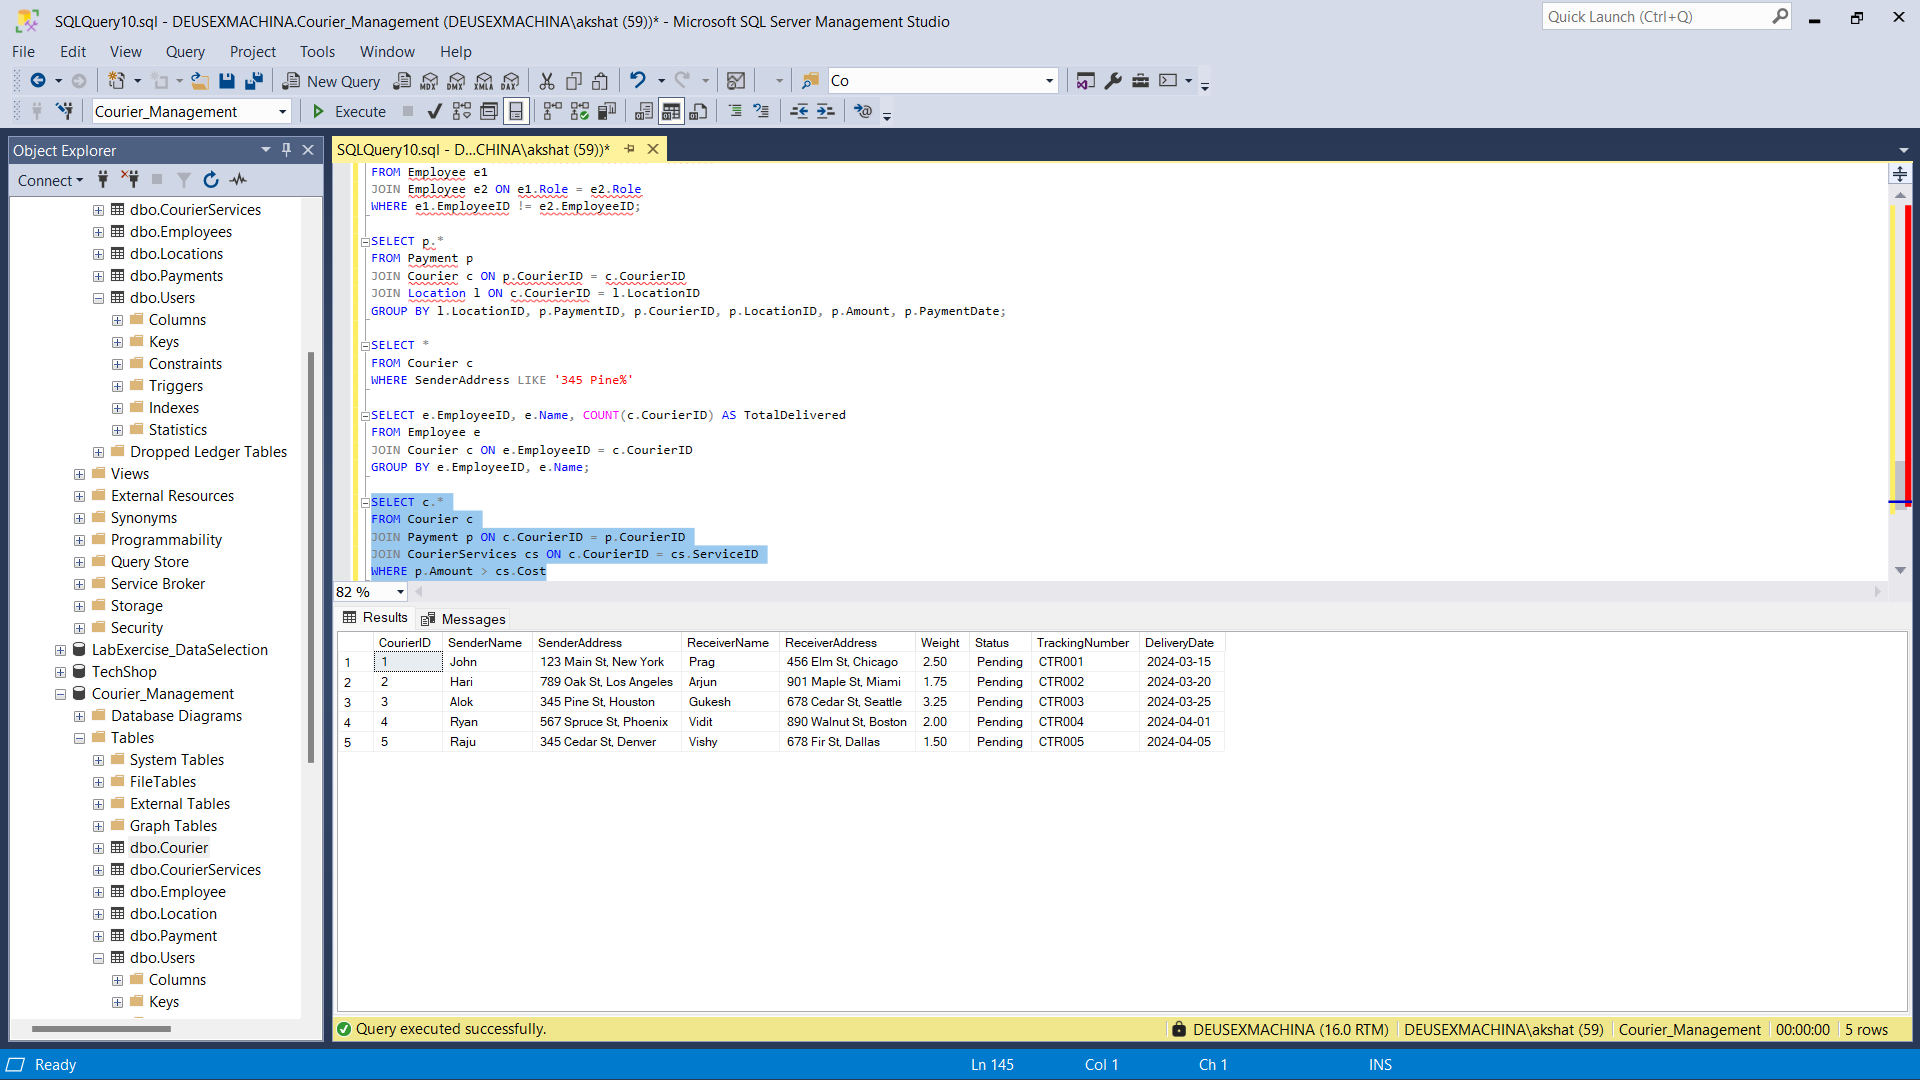 SQLQuery10.sql - DEUSEXMACHINA.Courier_Management (DEUSEXMACHINA\akshat (59))* - Microsoft SQL Server Management Studio
Quick Launch (Ctrl+Q)
File Edit View Query Project Tools Window Help
New Query MDX DMX XMLA DAX Co
Courier_Management Execute
Object Explorer
Connect
dbo.CourierServices
dbo.Employees
dbo.Locations
dbo.Payments
dbo.Users
Columns
Keys
Constraints
Triggers
Indexes
Statistics
Dropped Ledger Tables
Views
External Resources
Synonyms
Programmability
Query Store
Service Broker
Storage
Security
LabExercise_DataSelection
TechShop
Courier_Management
Database Diagrams
Tables
System Tables
FileTables
External Tables
Graph Tables
dbo.Courier
dbo.CourierServices
dbo.Employee
dbo.Location
dbo.Payment
dbo.Users
Columns
Keys
SQLQuery10.sql - D...CHINA\akshat (59))*
FROM Employee e1
JOIN Employee e2 ON e1.Role = e2.Role
WHERE e1.EmployeeID != e2.EmployeeID;
SELECT p.*
FROM Payment p
JOIN Courier c ON p.CourierID = c.CourierID
JOIN Location l ON c.CourierID = l.LocationID
GROUP BY l.LocationID, p.PaymentID, p.CourierID, p.LocationID, p.Amount, p.PaymentDate;
SELECT *
FROM Courier c
WHERE SenderAddress LIKE '345 Pine%'
SELECT e.EmployeeID, e.Name, COUNT(c.CourierID) AS TotalDelivered
FROM Employee e
JOIN Courier c ON e.EmployeeID = c.CourierID
GROUP BY e.EmployeeID, e.Name;
SELECT c.*
FROM Courier c
JOIN Payment p ON c.CourierID = p.CourierID
JOIN CourierServices cs ON c.CourierID = cs.ServiceID
WHERE p.Amount > cs.Cost
82 %
Results Messages
CourierID SenderName SenderAddress ReceiverName ReceiverAddress Weight Status TrackingNumber DeliveryDate
1 1 John 123 Main St, New York Prag 456 Elm St, Chicago 2.50 Pending CTR001 2024-03-15
2 2 Hari 789 Oak St, Los Angeles Arjun 901 Maple St, Miami 1.75 Pending CTR002 2024-03-20
3 3 Alok 345 Pine St, Houston Gukesh 678 Cedar St, Seattle 3.25 Pending CTR003 2024-03-25
4 4 Ryan 567 Spruce St, Phoenix Vidit 890 Walnut St, Boston 2.00 Pending CTR004 2024-04-01
5 5 Raju 345 Cedar St, Denver Vishy 678 Fir St, Dallas 1.50 Pending CTR005 2024-04-05
Query executed successfully. DEUSEXMACHINA (16.0 RTM) DEUSEXMACHINA\akshat (59) Courier_Management 00:00:00 5 rows
Ready Ln 145 Col 1 Ch 1 INS